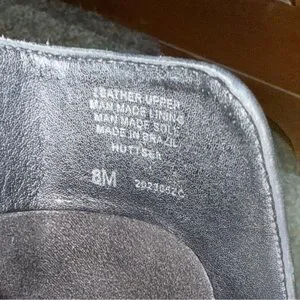 LEATHER UPPER
MAN MADE LINING
MAN MADE SOLE
MADE IN BRAZIL
8M